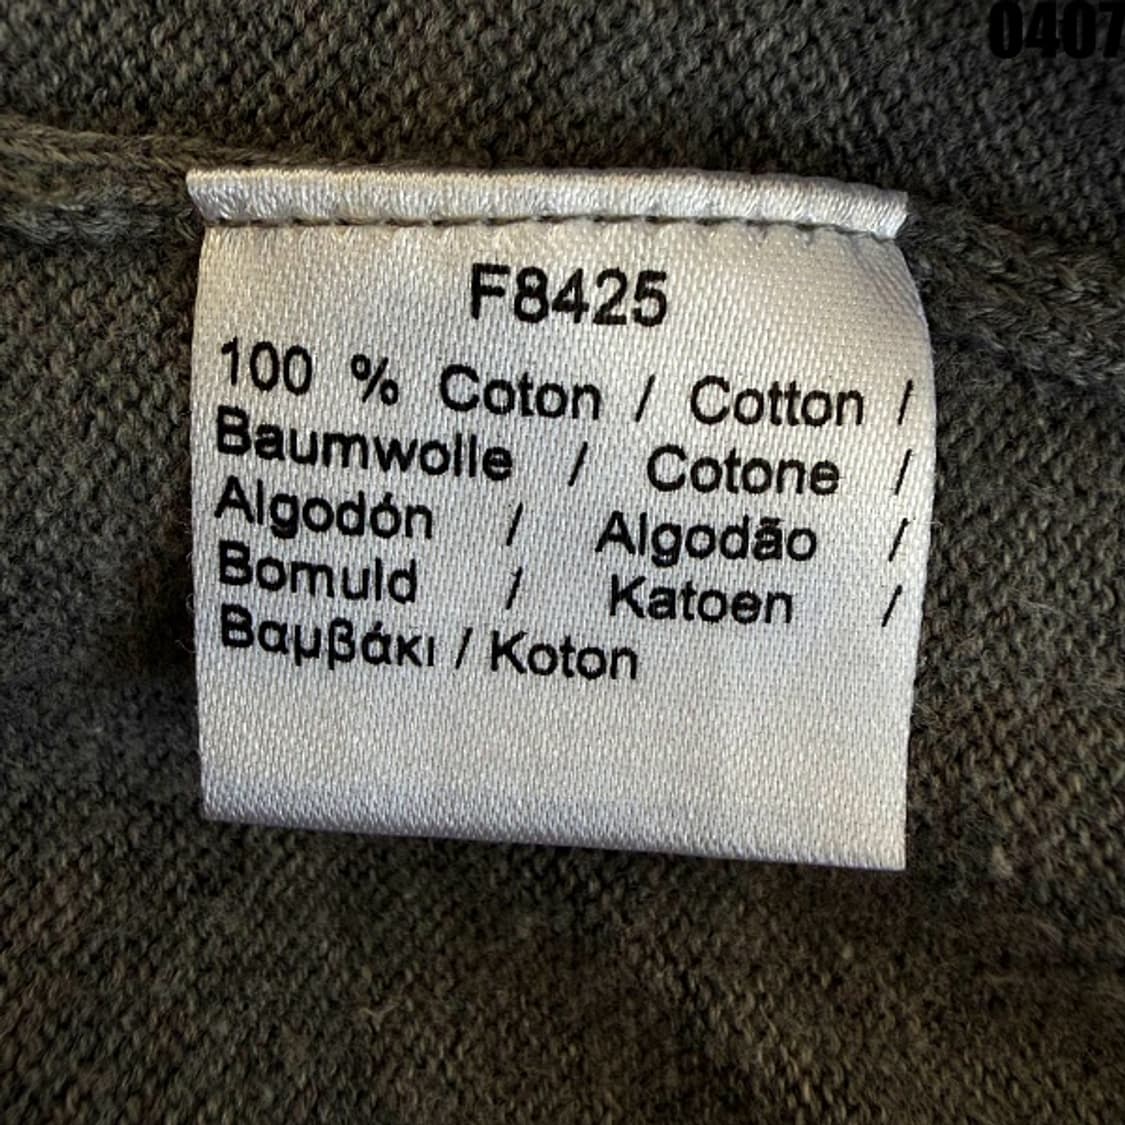 0407
F8425
100 % Coton / Cotton /
Baumwolle / Cotone /
Algodón / Algodão /
Bomuld / Katoen /
Βαμβάκι / Koton